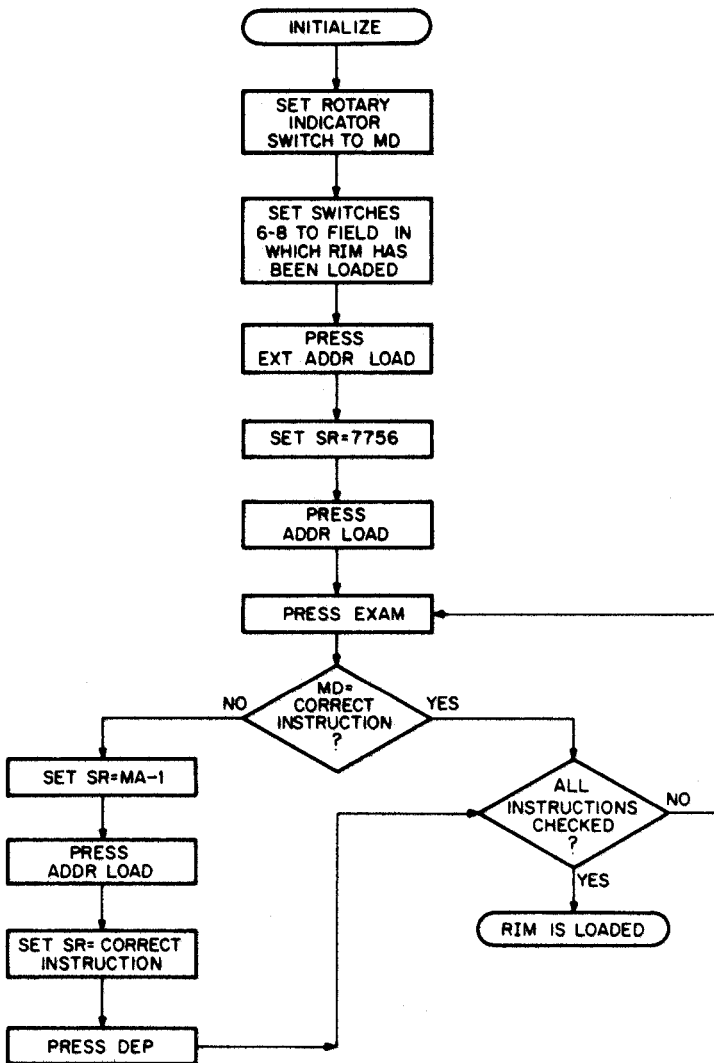 INITIALIZE
SET ROTARY
INDICATOR
SWITCH TO MD
SET SWITCHES
6-8 TO FIELD IN
WHICH RIM HAS
BEEN LOADED
PRESS
EXT ADDR LOAD
SET SR=7756
PRESS
ADDR LOAD
PRESS EXAM
MD=
CORRECT
INSTRUCTION
?
NO
YES
SET SR=MA-1
PRESS
ADDR LOAD
SET SR= CORRECT
INSTRUCTION
PRESS DEP
ALL
INSTRUCTIONS
CHECKED
?
NO
YES
RIM IS LOADED